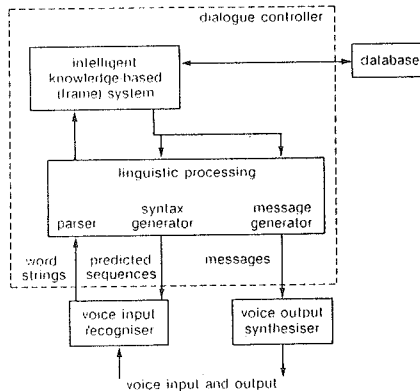 dialogue controller
intelligent
knowledge-based
(frame) system
database
linguistic processing
parser
syntax
generator
message
generator
word
strings
predicted
sequences
messages
voice input
recogniser
voice output
synthesiser
voice input and output